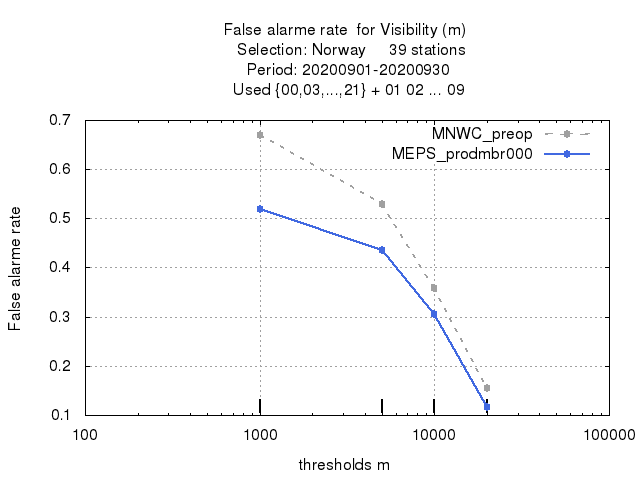 False alarme rate  for Visibility (m)
Selection: Norway     39 stations
Period: 20200901-20200930
Used {00,03,...,21} + 01 02 ... 09
MNWC_preop
MEPS_prodmbr000
False alarme rate
0.7
0.6
0.5
0.4
0.3
0.2
0.1
100
1000
10000
100000
thresholds m